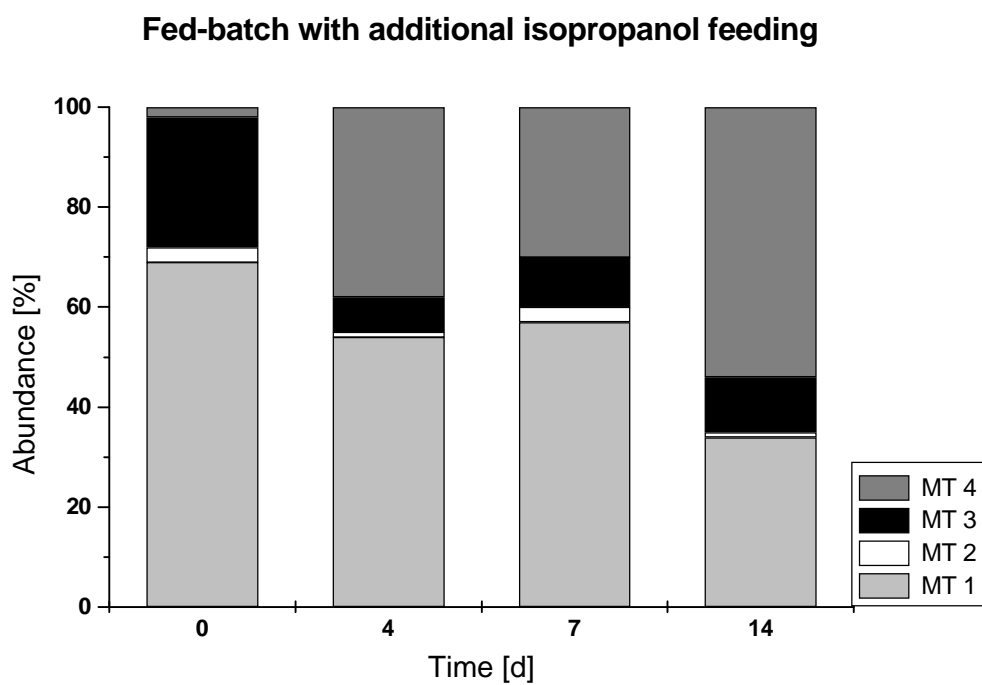 Fed-batch with additional isopropanol feeding
100
80
60
40
20
0
Abundance [%]
0 4 7 14
Time [d]
MT 4
MT 3
MT 2
MT 1